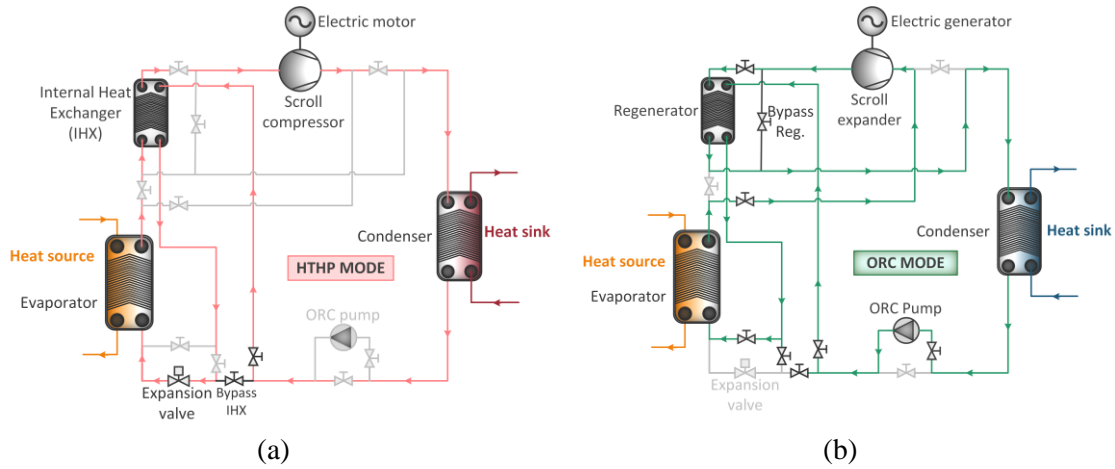 Electric motor
Internal Heat
Exchanger
(IHX)
Scroll
compressor
Condenser
Heat sink
Heat source
HTHP MODE
Evaporator
ORC pump
Expansion
valve
Bypass
IHX
(a)
Electric generator
Regenerator
Bypass
Reg.
Scroll
expander
Condenser
Heat sink
Heat source
ORC MODE
Evaporator
ORC Pump
Expansion
valve
(b)